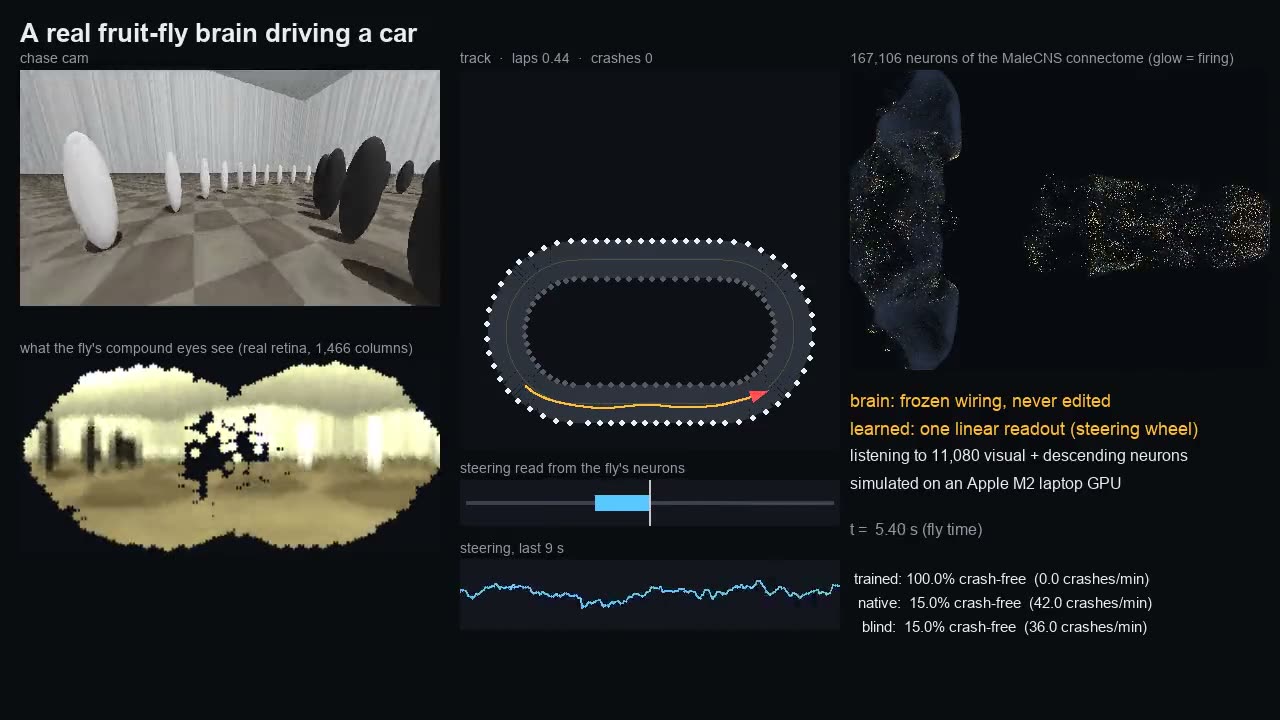 A real fruit-fly brain driving a car
chase cam
track · laps 0.44 · crashes 0
167,106 neurons of the MaleCNS connectome (glow = firing)
what the fly's compound eyes see (real retina, 1,466 columns)
steering read from the fly's neurons
steering, last 9 s
brain: frozen wiring, never edited
learned: one linear readout (steering wheel)
listening to 11,080 visual + descending neurons
simulated on an Apple M2 laptop GPU
t = 5.40 s (fly time)
trained: 100.0% crash-free (0.0 crashes/min)
native: 15.0% crash-free (42.0 crashes/min)
blind: 15.0% crash-free (36.0 crashes/min)